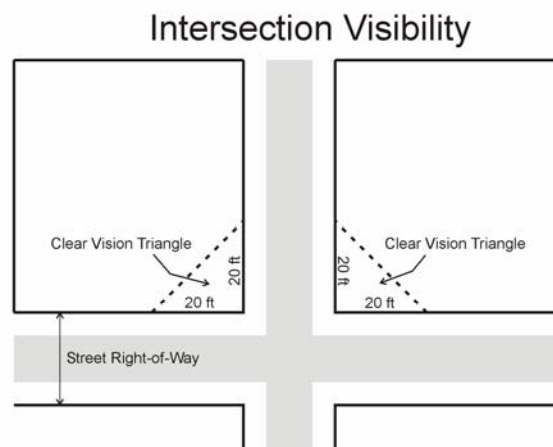 Intersection Visibility
Clear Vision Triangle
20 ft
20 ft
Clear Vision Triangle
20 ft
20 ft
Street Right-of-Way